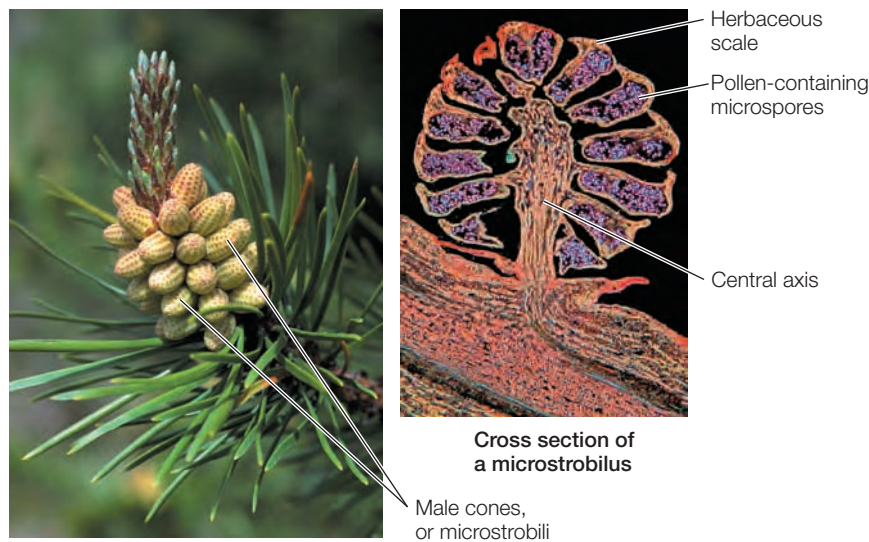 Herbaceous
scale
Pollen-containing
microspores
Central axis
Cross section of
a microstrobilus
Male cones,
or microstrobili